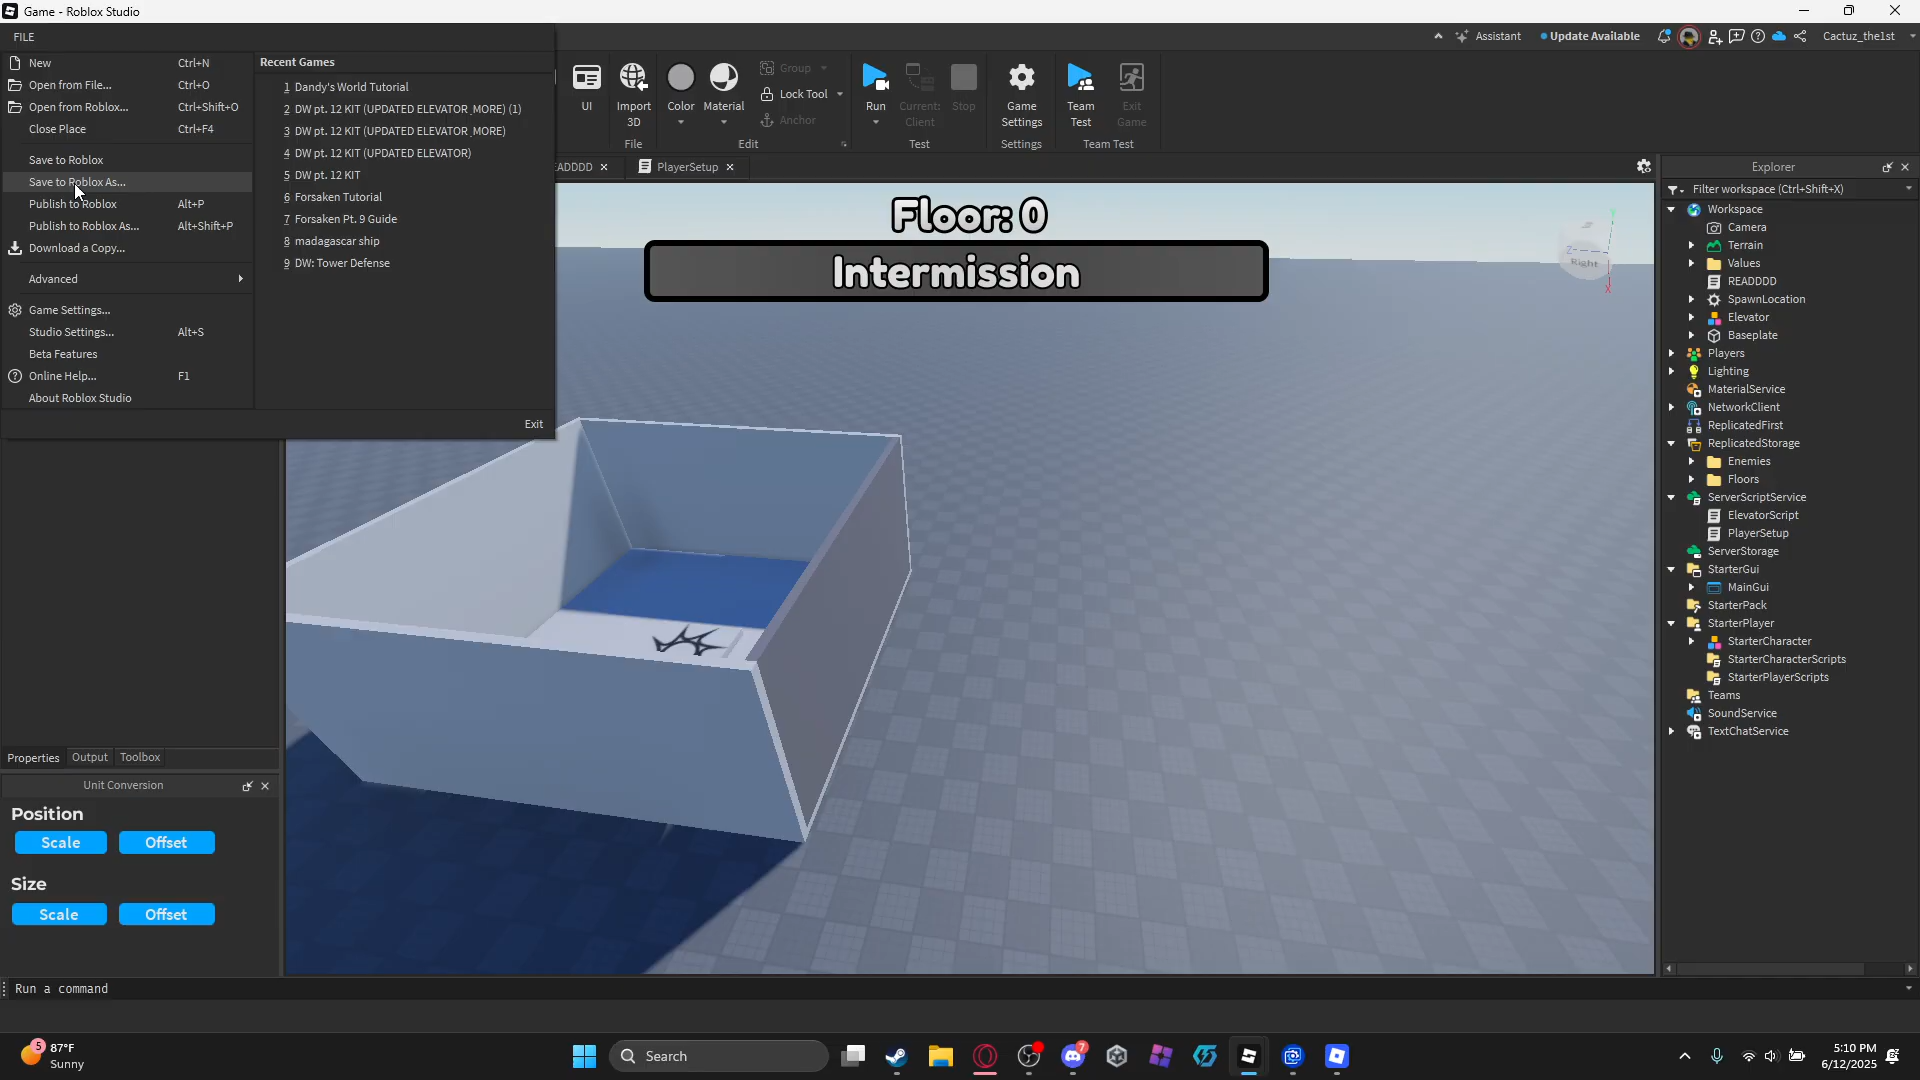 Game - Roblox Studio
FILE
Assistant
Update Available
Cactuz_the1st
New Ctrl+N
Open from File... Ctrl+O
Open from Roblox... Ctrl+Shift+O
Close Place Ctrl+F4
Save to Roblox
Save to Roblox As...
Publish to Roblox Alt+P
Publish to Roblox As... Alt+Shift+P
Download a Copy...
Advanced
Game Settings...
Studio Settings... Alt+S
Beta Features
Online Help... F1
About Roblox Studio
Recent Games
1 Dandy's World Tutorial
2 DW pt. 12 KIT (UPDATED ELEVATOR_MORE) (1)
3 DW pt. 12 KIT (UPDATED ELEVATOR_MORE)
4 DW pt. 12 KIT (UPDATED ELEVATOR)
5 DW pt. 12 KIT
6 Forsaken Tutorial
7 Forsaken Pt. 9 Guide
8 madagascar ship
9 DW: Tower Defense
Exit
UI
Import
3D
File
Color
Material
Group
Lock Tool
Anchor
Edit
Run
Current:
Client
Stop
Test
Game
Settings
Settings
Team
Test
Exit
Game
Team Test
EADDDD
PlayerSetup
Floor: 0
Intermission
Y
Z
Right
X
Explorer
Filter workspace (Ctrl+Shift+X)
Workspace
Camera
Terrain
Values
READDDD
SpawnLocation
Elevator
Baseplate
Players
Lighting
MaterialService
NetworkClient
ReplicatedFirst
ReplicatedStorage
Enemies
Floors
ServerScriptService
ElevatorScript
PlayerSetup
ServerStorage
StarterGui
MainGui
StarterPack
StarterPlayer
StarterCharacter
StarterCharacterScripts
StarterPlayerScripts
Teams
SoundService
TextChatService
Properties Output Toolbox
Unit Conversion
Position
Scale Offset
Size
Scale Offset
Run a command
5
87°F
Sunny
Search
7
5:10 PM
6/12/2025